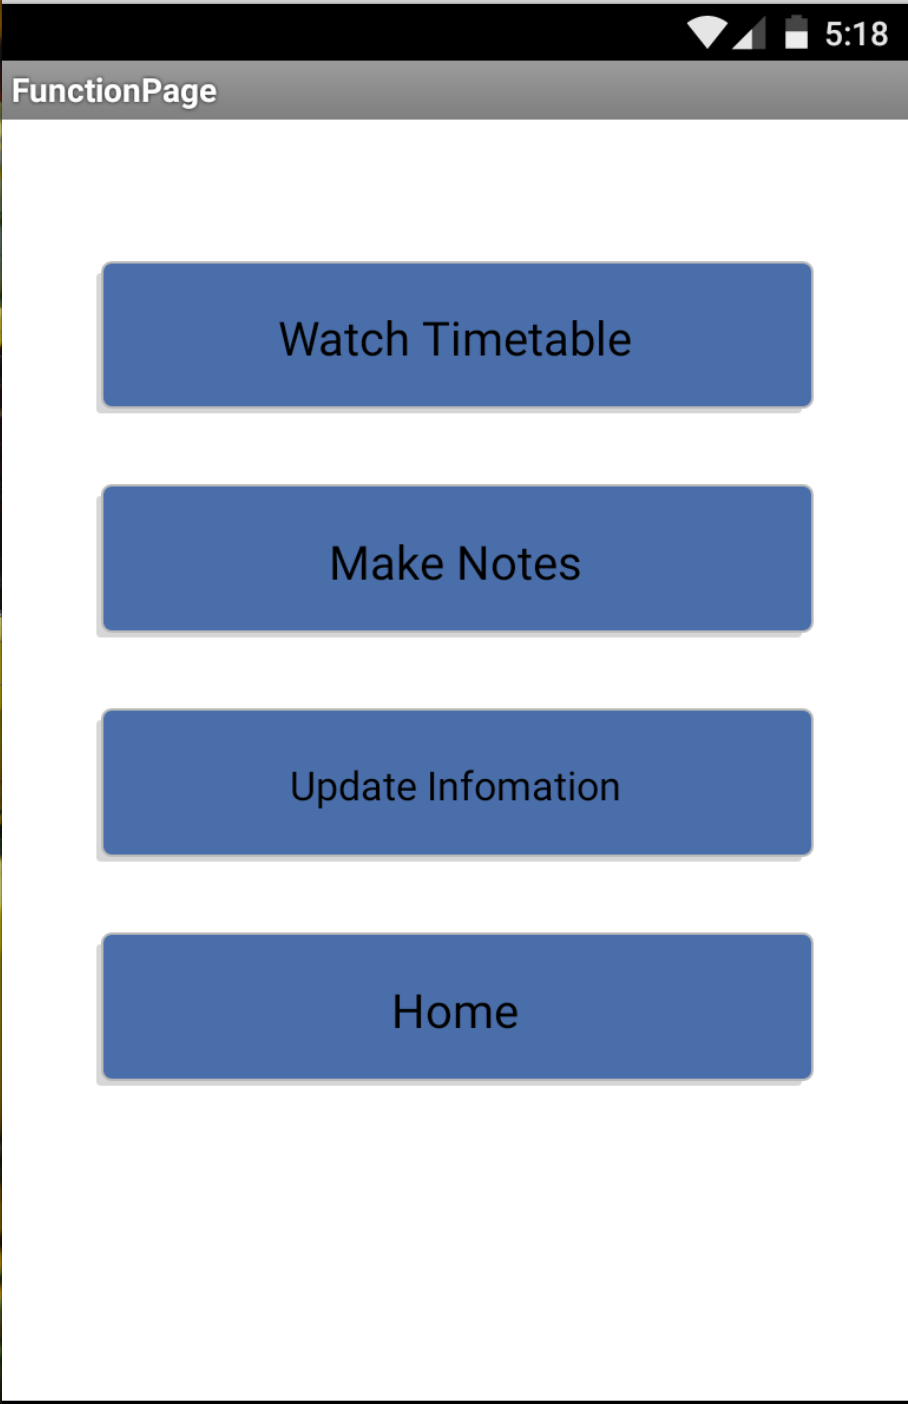 5:18
FunctionPage
Watch Timetable
Make Notes
Update Infomation
Home